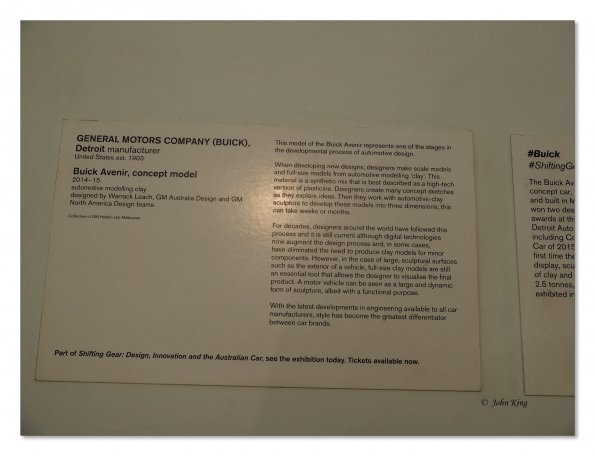 GENERAL MOTORS COMPANY (BUICK),
Detroit manufacturer
United States est. 1903
Buick Avenir, concept model
2014–15
automotive modelling clay
designed by Warrack Leach, GM Australia Design and GM
North America Design teams
Collection of GM Holden Ltd, Melbourne
This model of the Buick Avenir represents one of the stages in
the developmental process of automotive design.
When developing new designs, designers make scale models
and full-size models from automotive modelling 'clay'. This
material is a synthetic mix that is best described as a high-tech
version of plasticine. Designers create many concept sketches
as they explore ideas. Then they work with automotive-clay
sculptors to develop these models into three dimensions; this
can take weeks or months.
For decades, designers around the world have followed this
process and it is still current although digital technologies
now augment the design process and, in some cases,
have eliminated the need to produce clay models for minor
components. However, in the case of large, sculptural surfaces
such as the exterior of a vehicle, full-size clay models are still
an essential tool that allows the designer to visualise the final
product. A motor vehicle can be seen as a large and dynamic
form of sculpture, albeit with a functional purpose.
With the latest developments in engineering available to all car
manufacturers, style has become the greatest differentiator
between car brands.
Part of Shifting Gear: Design, Innovation and the Australian Car, see the exhibition today. Tickets available now.
#Buick
#ShiftingGe
The Buick Av
concept car,
and built in M
won two des
awards at th
Detroit Auto
including Co
Car of 2015
first time the
display, scu
of clay and
2.5 tonnes,
exhibited in
© John King